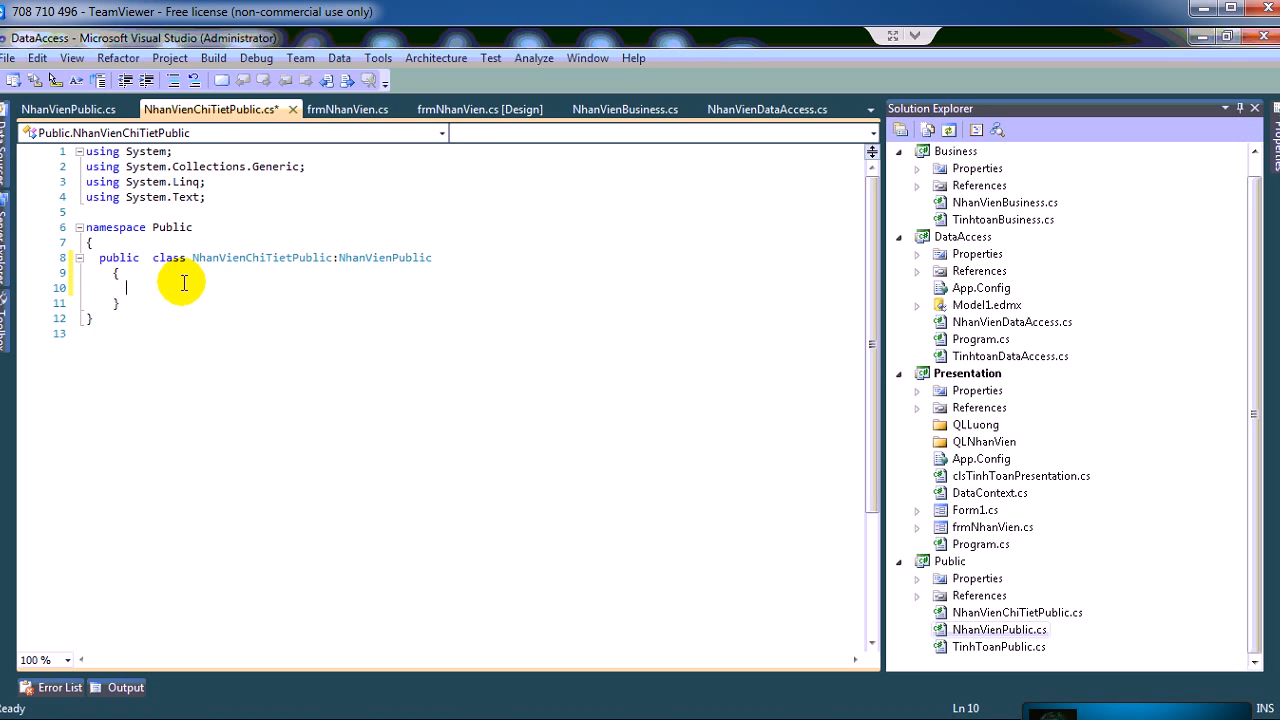 708 710 496 - TeamViewer - Free license (non-commercial use only)
DataAccess - Microsoft Visual Studio (Administrator)
File Edit View Refactor Project Build Debug Team Data Tools Architecture Test Analyze Window Help
NhanVienPublic.cs NhanVienChiTietPublic.cs* frmNhanVien.cs frmNhanVien.cs [Design] NhanVienBusiness.cs NhanVienDataAccess.cs
Public.NhanVienChiTietPublic
1 using System;
2 using System.Collections.Generic;
3 using System.Linq;
4 using System.Text;
5
6 namespace Public
7 {
8 public class NhanVienChiTietPublic:NhanVienPublic
9 {
10
11 }
12 }
13
100 %
Error List Output
Ready Ln 10 INS
Data Sources
Server Explorer
Toolbox
Solution Explorer
Business
Properties
References
NhanVienBusiness.cs
TinhtoanBusiness.cs
DataAccess
Properties
References
App.Config
Model1.edmx
NhanVienDataAccess.cs
Program.cs
TinhtoanDataAccess.cs
Presentation
Properties
References
QLLuong
QLNhanVien
App.Config
clsTinhToanPresentation.cs
DataContext.cs
Form1.cs
frmNhanVien.cs
Program.cs
Public
Properties
References
NhanVienChiTietPublic.cs
NhanVienPublic.cs
TinhToanPublic.cs
Properties